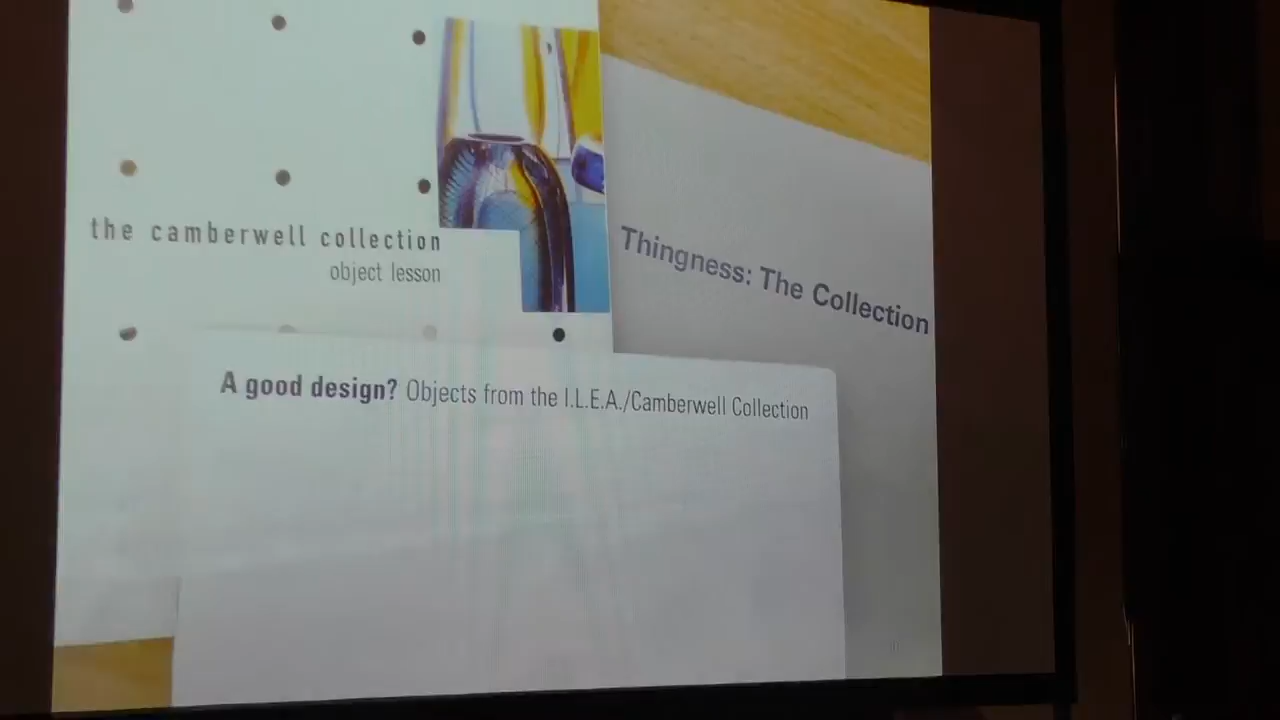 the camberwell collection
object lesson
Thingness: The Collection
A good design? Objects from the I.L.E.A./Camberwell Collection